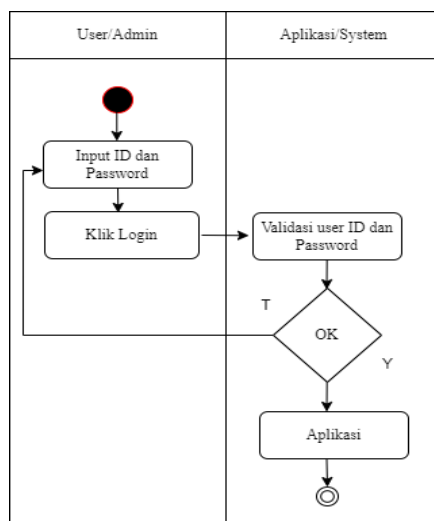 User/Admin
Aplikasi/System
Input ID dan
Password
Klik Login
Validasi user ID dan
Password
T
OK
Y
Aplikasi